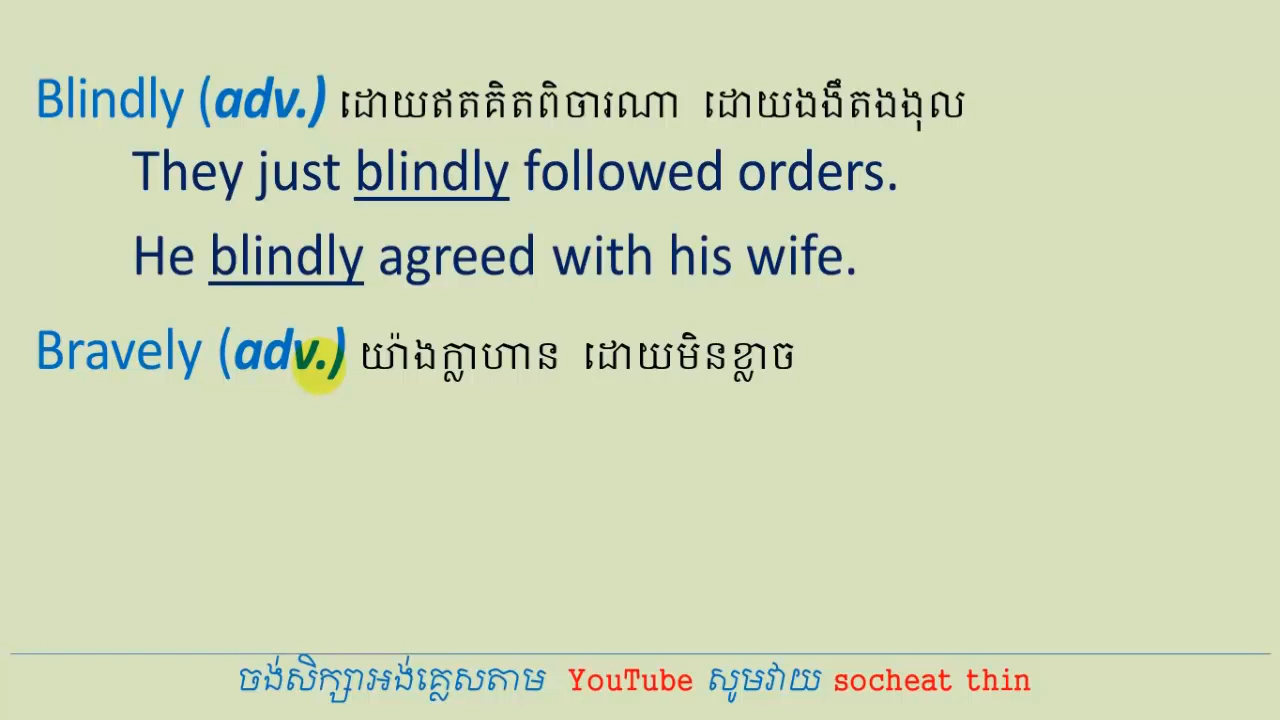 Blindly (adv.) ដោយឥតគិតពិចារណា ដោយងងឹតងងុល
They just blindly followed orders.
He blindly agreed with his wife.
Bravely (adv.) យ៉ាងក្លាហាន ដោយមិនខ្លាច
ចង់សិក្សាអង់គ្លេសតាម YouTube សូមវាយ socheat thin